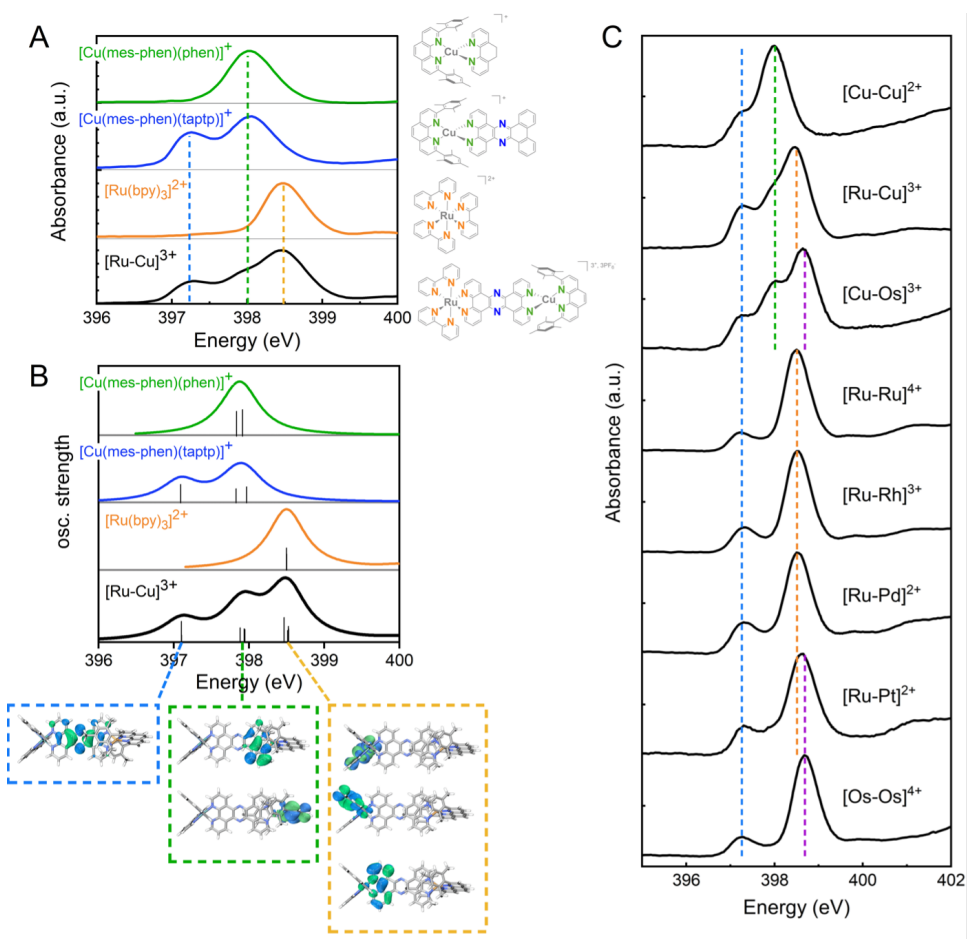 A
[Cu(mes-phen)(phen)]+
[Cu(mes-phen)(taptp)]+
[Ru(bpy)3]2+
[Ru-Cu]3+
Absorbance (a.u.)
396 397 398 399 400
Energy (eV)
N N N N Cu +
N N N N Cu N N +
N N N N N N Ru 2+
N N N N N N Ru N N N N Cu N N 3+, 3PF6-
B
[Cu(mes-phen)(phen)]+
[Cu(mes-phen)(taptp)]+
[Ru(bpy)3]2+
[Ru-Cu]3+
osc. strength
396 397 398 399 400
Energy (eV)
C
[Cu-Cu]2+
[Ru-Cu]3+
[Cu-Os]3+
[Ru-Ru]4+
[Ru-Rh]3+
[Ru-Pd]2+
[Ru-Pt]2+
[Os-Os]4+
Absorbance (a.u.)
396 398 400 402
Energy (eV)